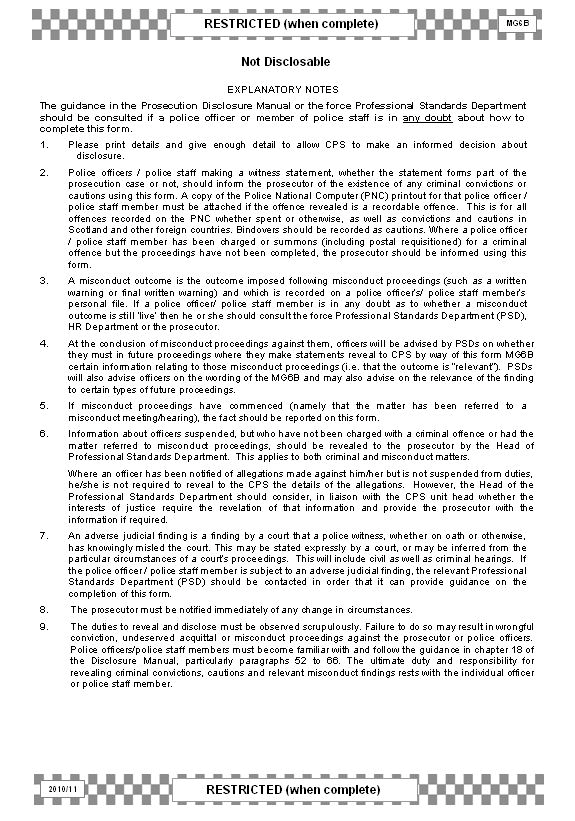 RESTRICTED (when complete)
MG6B
Not Disclosable
EXPLANATORY NOTES
The guidance in the Prosecution Disclosure Manual or the force Professional Standards Department
should be consulted if a police officer or member of police staff is in any doubt about how to
complete this form.
1. Please print details and give enough detail to allow CPS to make an informed decision about
disclosure.
2. Police officers / police staff making a witness statement, whether the statement forms part of the
prosecution case or not, should inform the prosecutor of the existence of any criminal convictions or
cautions using this form. A copy of the Police National Computer (PNC) printout for that police officer /
police staff member must be attached if the offence revealed is a recordable offence. This is for all
offences recorded on the PNC whether spent or otherwise, as well as convictions and cautions in
Scotland and other foreign countries. Bindovers should be recorded as cautions. Where a police officer
/ police staff member has been charged or summons (including postal requisitioned) for a criminal
offence but the proceedings have not been completed, the prosecutor should be informed using this
form.
3. A misconduct outcome is the outcome imposed following misconduct proceedings (such as a written
warning or final written warning) and which is recorded on a police officer's/ police staff member's
personal file. If a police officer/ police staff member is in any doubt as to whether a misconduct
outcome is still 'live' then he or she should consult the force Professional Standards Department (PSD),
HR Department or the prosecutor.
4. At the conclusion of misconduct proceedings against them, officers will be advised by PSDs on whether
they must in future proceedings where they make statements reveal to CPS by way of this form MG6B
certain information relating to those misconduct proceedings (i.e. that the outcome is "relevant"). PSDs
will also advise officers on the wording of the MG6B and may also advise on the relevance of the finding
to certain types of future proceedings.
5. If misconduct proceedings have commenced (namely that the matter has been referred to a
misconduct meeting/hearing), the fact should be reported on this form.
6. Information about officers suspended, but who have not been charged with a criminal offence or had the
matter referred to misconduct proceedings, should be revealed to the prosecutor by the Head of
Professional Standards Department. This applies to both criminal and misconduct matters.
Where an officer has been notified of allegations made against him/her but is not suspended from duties,
he/she is not required to reveal to the CPS the details of the allegations. However, the Head of the
Professional Standards Department should consider, in liaison with the CPS unit head whether the
interests of justice require the revelation of that information and provide the prosecutor with the
information if required.
7. An adverse judicial finding is a finding by a court that a police witness, whether on oath or otherwise,
has knowingly misled the court. This may be stated expressly by a court, or may be inferred from the
particular circumstances of a court's proceedings. This will include civil as well as criminal hearings. If
the police officer / police staff member is subject to an adverse judicial finding, the relevant Professional
Standards Department (PSD) should be contacted in order that it can provide guidance on the
completion of this form.
8. The prosecutor must be notified immediately of any change in circumstances.
9. The duties to reveal and disclose must be observed scrupulously. Failure to do so may result in wrongful
conviction, undeserved acquittal or misconduct proceedings against the prosecutor or police officers.
Police officers/police staff members must become familiar with and follow the guidance in chapter 18 of
the Disclosure Manual, particularly paragraphs 52 to 66. The ultimate duty and responsibility for
revealing criminal convictions, cautions and relevant misconduct findings rests with the individual officer
or police staff member.
2010/11
RESTRICTED (when complete)